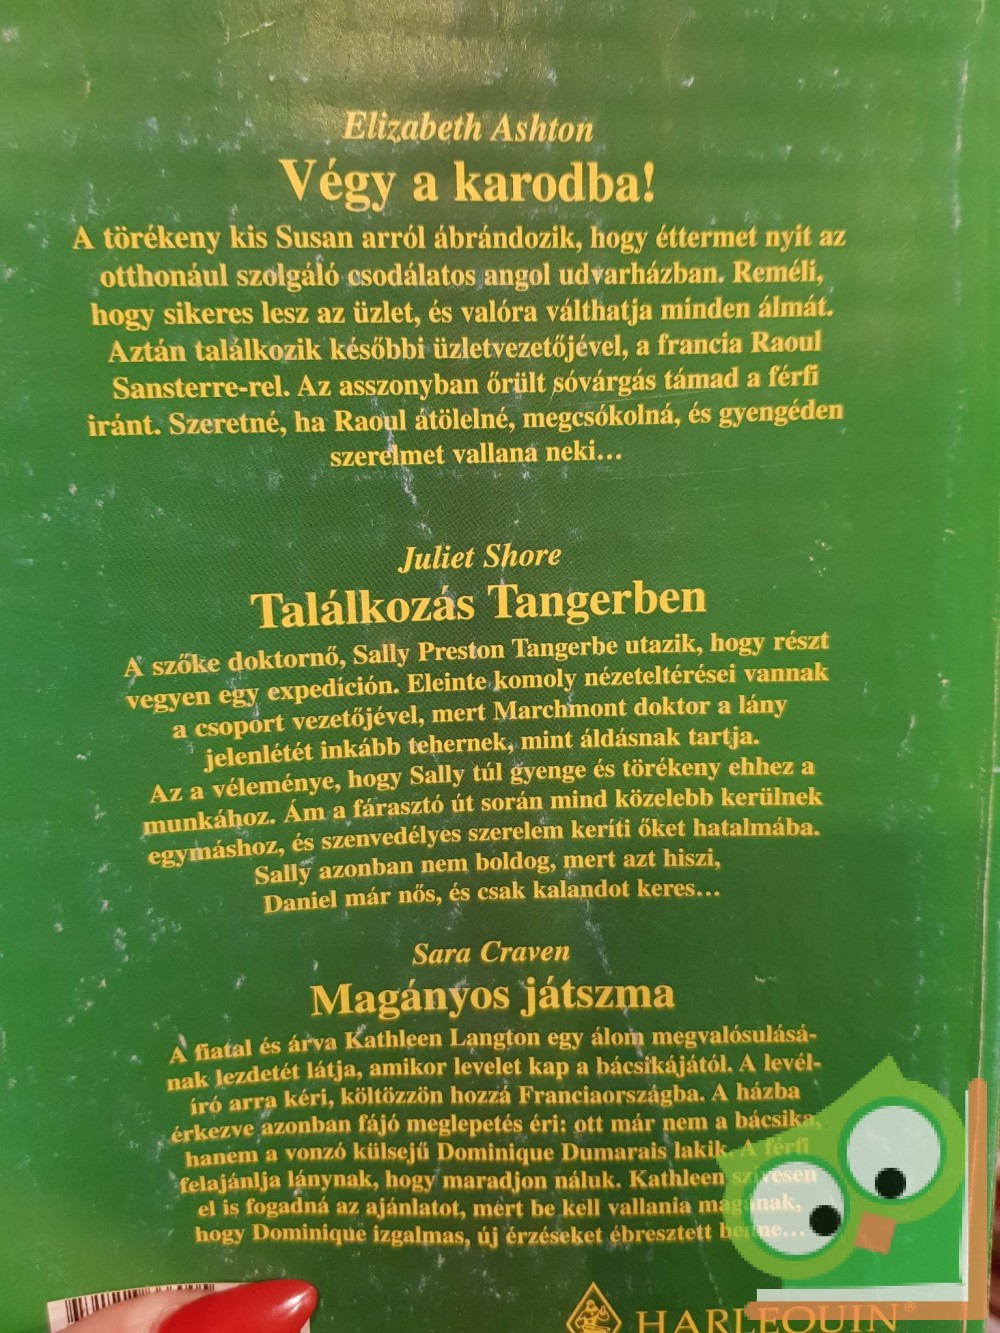 Elizabeth Ashton
Végy a karodba!
A törékeny kis Susan arról ábrándozik, hogy éttermet nyit az
otthonául szolgáló csodálatos angol udvarházban. Reméli,
hogy sikeres lesz az üzlet, és valóra válthatja minden álmát.
Aztán találkozik későbbi üzletvezetőjével, a francia Raoul
Sansterre-rel. Az asszonyban őrült sóvárgás támad a férfi
iránt. Szeretné, ha Raoul átölelné, megcsókolná, és gyengéden
szerelmet vallana neki...
Juliet Shore
Találkozás Tangerben
A szőke doktornő, Sally Preston Tangerbe utazik, hogy részt
vegyen egy expedíción. Eleinte komoly nézeteltérései vannak
a csoport vezetőjével, mert Marchmont doktor a lány
jelenlétét inkább tehernek, mint áldásnak tartja.
Az a véleménye, hogy Sally túl gyenge és törékeny ehhez a
munkához. Ám a fárasztó út során mind közelebb kerülnek
egymáshoz, és szenvedélyes szerelem keríti őket hatalmába.
Sally azonban nem boldog, mert azt hiszi,
Daniel már nős, és csak kalandot keres...
Sara Craven
Magányos játszma
A fiatal és árva Kathleen Langton egy álom megvalósulásá-
nak lezdetét látja, amikor levelet kap a bácsikájától. A levél-
író arra kéri, költözzön hozzá Franciaországba. A házba
érkezve azonban fájó meglepetés éri: ott már nem a bácsika,
hanem a vonzó külsejű Dominique Dumarais lakik. A férfi
felajánlja lánynak, hogy maradjon náluk. Kathleen szívesen
el is fogadná az ajánlatot, mert be kell vallania magának,
hogy Dominique izgalmas, új érzéseket ébresztett benne...
HARLEQUIN®